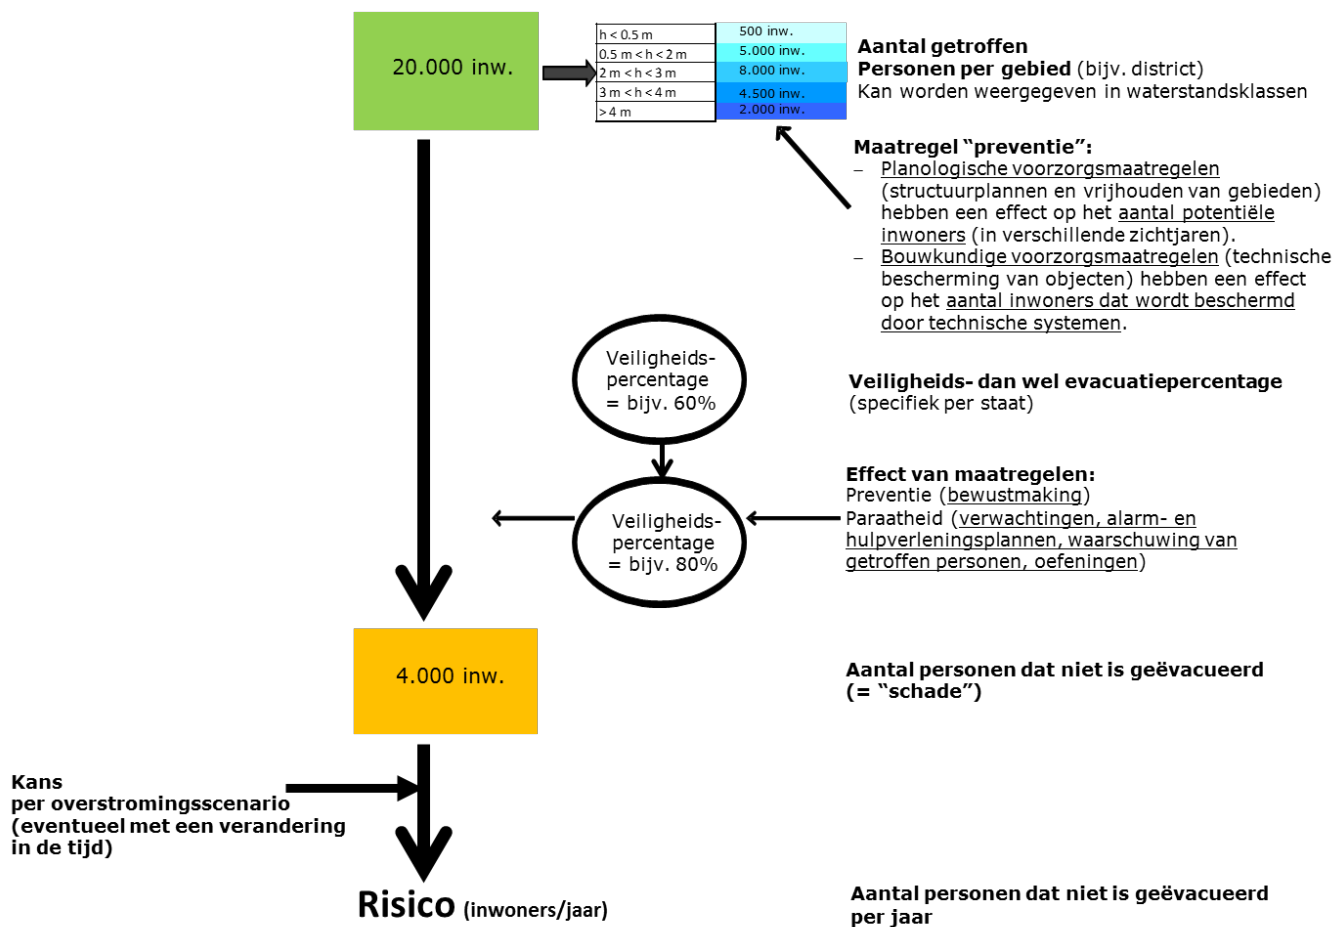 20.000 inw.
h < 0.5 m
500 inw.
0.5 m < h < 2 m
5.000 inw.
2 m < h < 3 m
8.000 inw.
3 m < h < 4 m
4.500 inw.
> 4 m
2.000 inw.
Aantal getroffen
Personen per gebied (bijv. district)
Kan worden weergegeven in waterstandsklassen
Maatregel “preventie”:
– Planologische voorzorgsmaatregelen
(structuurplannen en vrijhouden van gebieden)
hebben een effect op het aantal potentiële
inwoners (in verschillende zichtjaren).
– Bouwkundige voorzorgsmaatregelen (technische
bescherming van objecten) hebben een effect
op het aantal inwoners dat wordt beschermd
door technische systemen.
Veiligheids-
percentage
= bijv. 60%
Veiligheids- dan wel evacuatiepercentage
(specifiek per staat)
Veiligheids-
percentage
= bijv. 80%
Effect van maatregelen:
Preventie (bewustmaking)
Paraatheid (verwachtingen, alarm- en
hulpverleningsplannen, waarschuwing van
getroffen personen, oefeningen)
4.000 inw.
Aantal personen dat niet is geëvacueerd
(= “schade”)
Kans
per overstromingsscenario
(eventueel met een verandering
in de tijd)
Risico (inwoners/jaar)
Aantal personen dat niet is geëvacueerd
per jaar